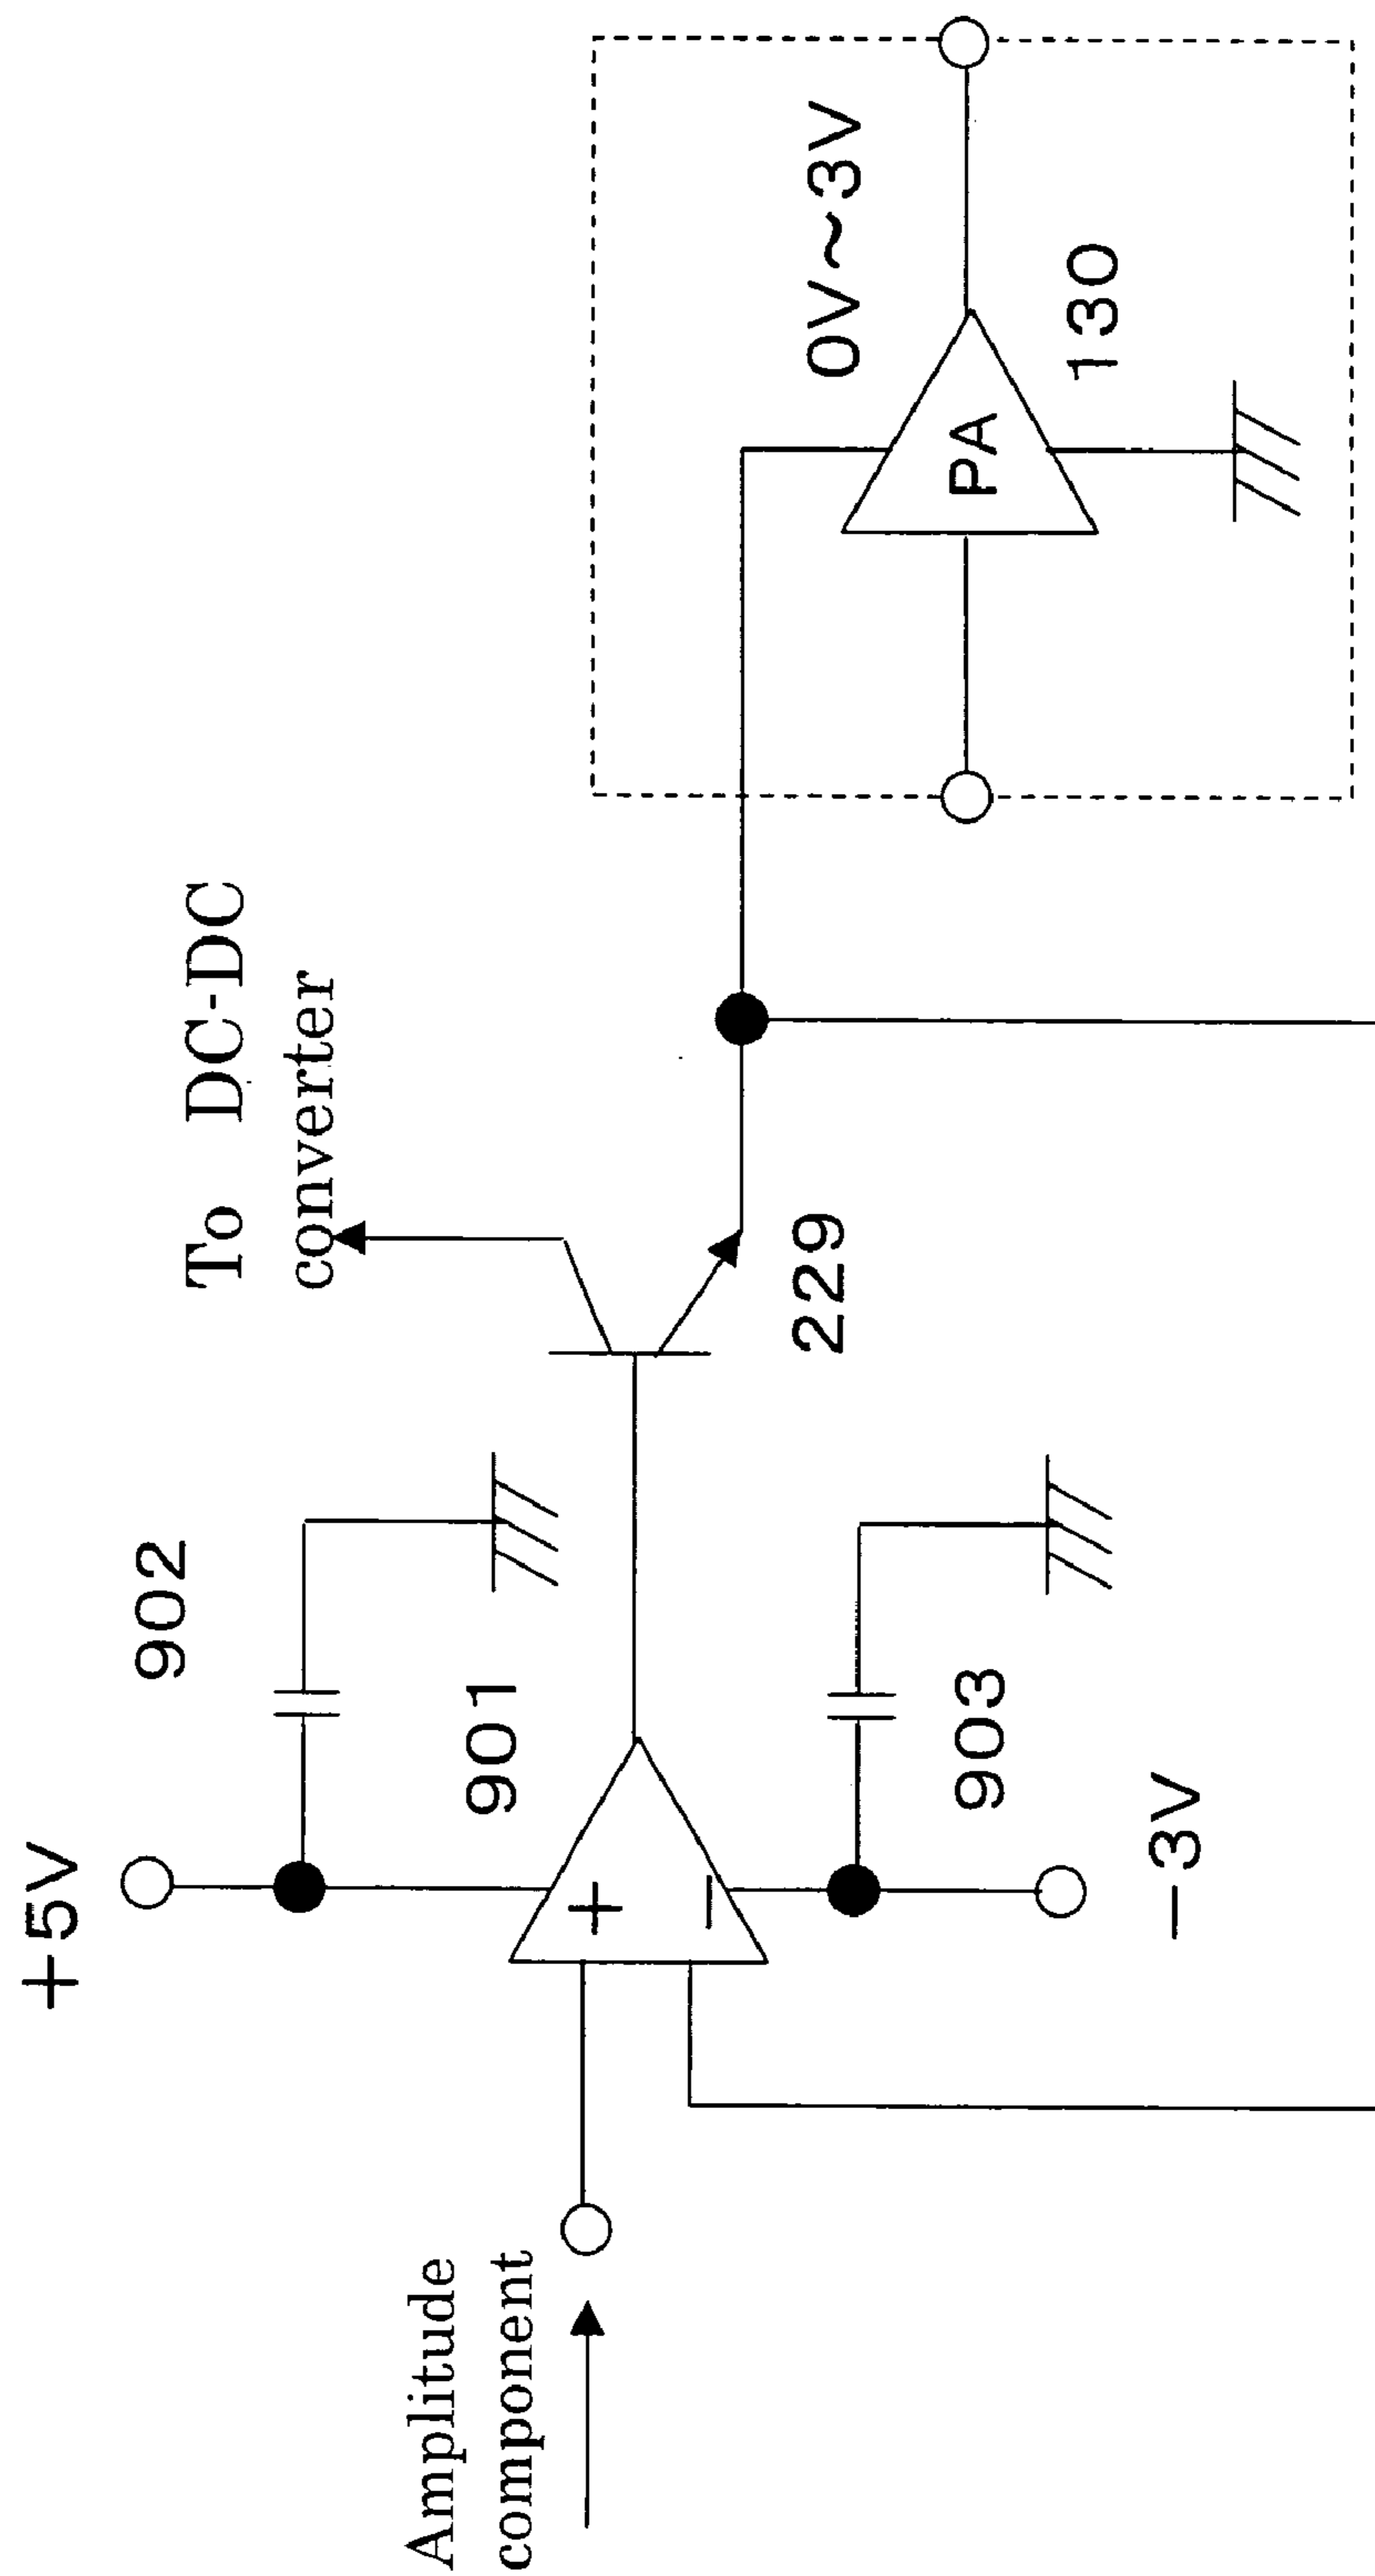 Amplitude
component
+5V
902
901
903
−3V
To DC-DC
converter
229
0V~3V
PA
130